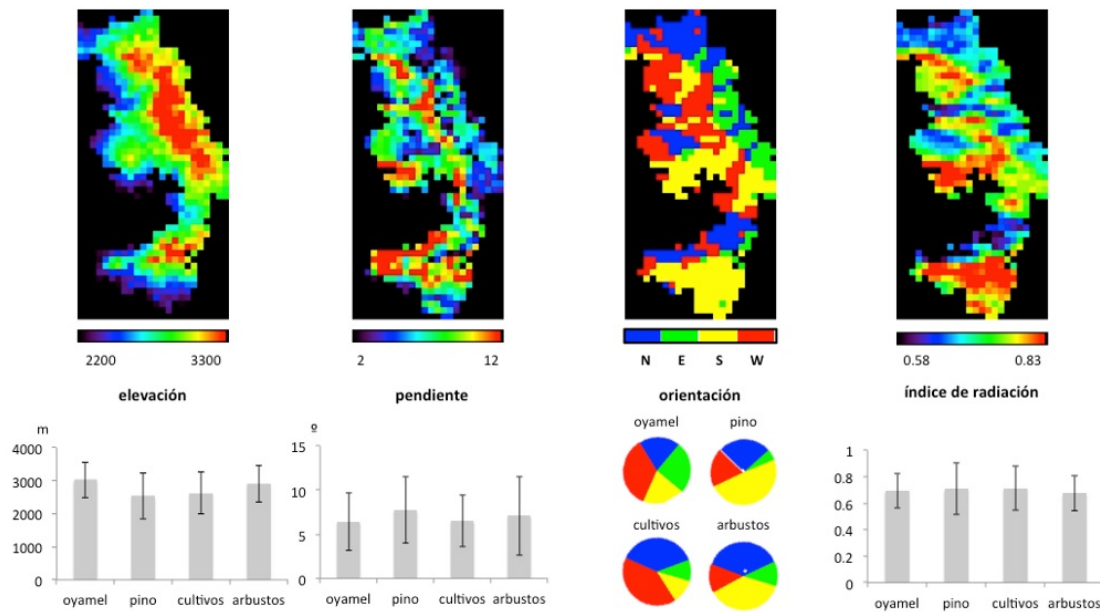 2200 3300
2 12
N E S W
0.58 0.83
elevación
pendiente
orientación
índice de radiación
m
4000
3000
2000
1000
0
oyamel pino cultivos arbustos
º
15
10
5
0
oyamel pino cultivos arbustos
oyamel pino
cultivos arbustos
1
0.8
0.6
0.4
0.2
0
oyamel pino cultivos arbustos